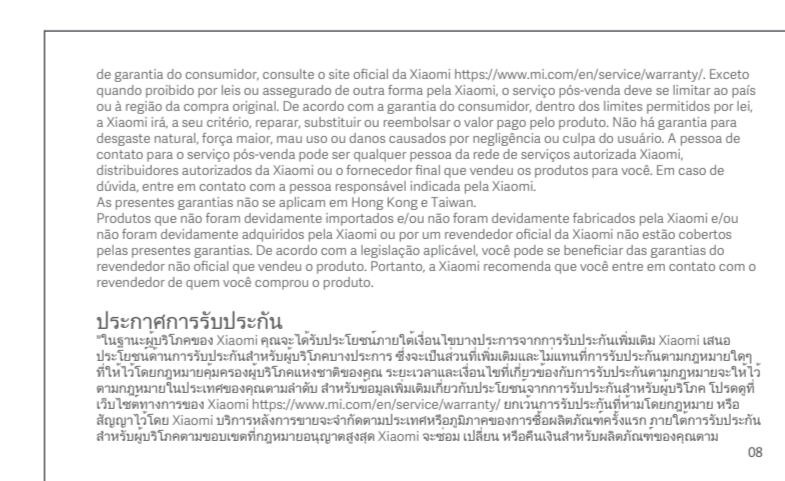 de garantia do consumidor, consulte o site oficial da Xiaomi https://www.mi.com/en/service/warranty/. Exceto
quando proibido por leis ou assegurado de outra forma pela Xiaomi, o serviço pós-venda deve se limitar ao país
ou à região da compra original. De acordo com a garantia do consumidor, dentro dos limites permitidos por lei,
a Xiaomi irá, a seu critério, reparar, substituir ou reembolsar o valor pago pelo produto. Não há garantia para
desgaste natural, força maior, mau uso ou danos causados por negligência ou culpa do usuário. A pessoa de
contato para o serviço pós-venda pode ser qualquer pessoa da rede de serviços autorizada Xiaomi,
distribuidores autorizados da Xiaomi ou o fornecedor final que vendeu os produtos para você. Em caso de
dúvida, entre em contato com a pessoa responsável indicada pela Xiaomi.
As presentes garantias não se aplicam em Hong Kong e Taiwan.
Produtos que não foram devidamente importados e/ou não foram devidamente fabricados pela Xiaomi e/ou
não foram devidamente adquiridos pela Xiaomi ou por um revendedor oficial da Xiaomi não estão cobertos
pelas presentes garantias. De acordo com a legislação aplicável, você pode se beneficiar das garantias do
revendedor não oficial que vendeu o produto. Portanto, a Xiaomi recomenda que você entre em contato com o
revendedor de quem você comprou o produto.
ประกาศการรับประกัน
"ในฐานะผู้บริโภคของ Xiaomi คุณจะได้รับประโยชน์ภายใต้เงื่อนไขบางประการจากการรับประกันเพิ่มเติม Xiaomi เสนอ
ประโยชน์ด้านการรับประกันสำหรับผู้บริโภคบางประการ ซึ่งจะเป็นส่วนที่เพิ่มเติมและไม่แทนที่การรับประกันตามกฎหมายใดๆ
ที่ให้ไว้โดยกฎหมายคุ้มครองผู้บริโภคแห่งชาติของคุณ ระยะเวลาและเงื่อนไขที่เกี่ยวข้องกับการรับประกันตามกฎหมายจะให้ไว้
ตามกฎหมายในประเทศของคุณตามลำดับ สำหรับข้อมูลเพิ่มเติมเกี่ยวกับประโยชน์จากการรับประกันสำหรับผู้บริโภค โปรดดูที่
เว็บไซต์ทางการของ Xiaomi https://www.mi.com/en/service/warranty/ ยกเว้นการรับประกันที่ห้ามโดยกฎหมาย หรือ
สัญญาไว้โดย Xiaomi บริการหลังการขายจะจำกัดตามประเทศหรือภูมิภาคของการซื้อผลิตภัณฑ์ครั้งแรก ภายใต้การรับประกัน
สำหรับผู้บริโภคตามขอบเขตที่กฎหมายอนุญาตสูงสุด Xiaomi จะซ่อม เปลี่ยน หรือคืนเงินสำหรับผลิตภัณฑ์ของคุณตาม
08